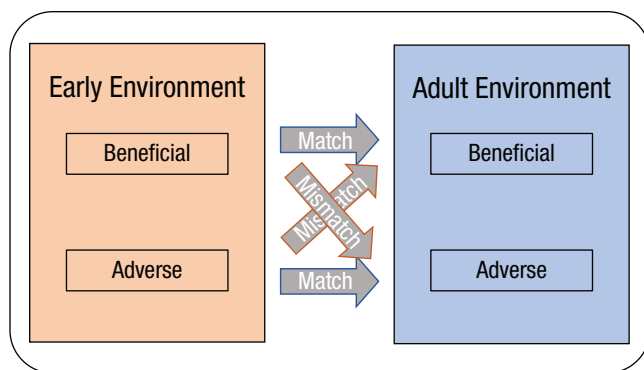 Early Environment
Adult Environment
Beneficial
Match
Beneficial
Mismatch
Mismatch
Adverse
Match
Adverse